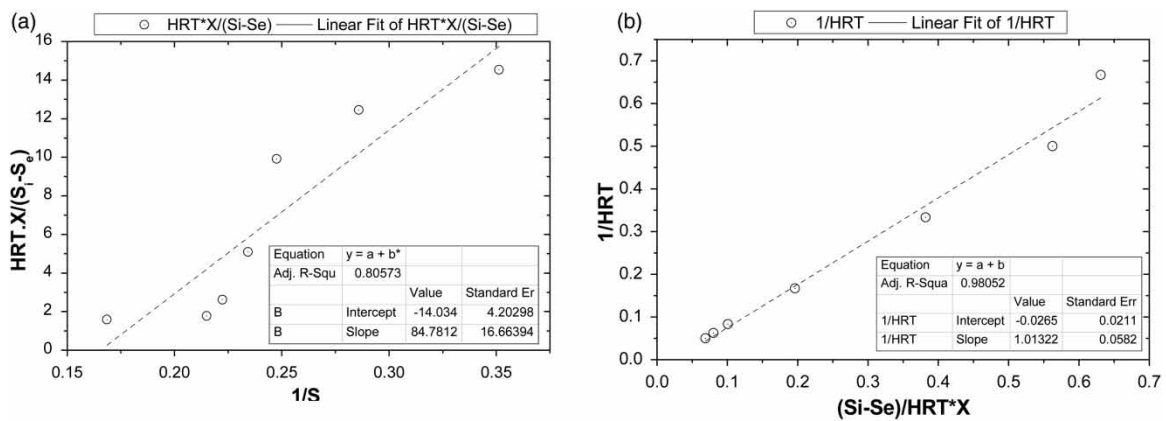 (a)
HRT*X/(Si-Se) Linear Fit of HRT*X/(Si-Se)
16
14
12
10
8
6
4
2
0
HRT.X/(Si-Se)
0.15 0.20 0.25 0.30 0.35
1/S
Equation y = a + b*
Adj. R-Squ 0.80573
Value Standard Er
B Intercept -14.034 4.20298
B Slope 84.7812 16.66394
(b)
1/HRT Linear Fit of 1/HRT
0.7
0.6
0.5
0.4
0.3
0.2
0.1
0.0
1/HRT
0.0 0.1 0.2 0.3 0.4 0.5 0.6 0.7
(Si-Se)/HRT*X
Equation y = a + b
Adj. R-Squa 0.98052
Value Standard Err
1/HRT Intercept -0.0265 0.0211
1/HRT Slope 1.01322 0.0582